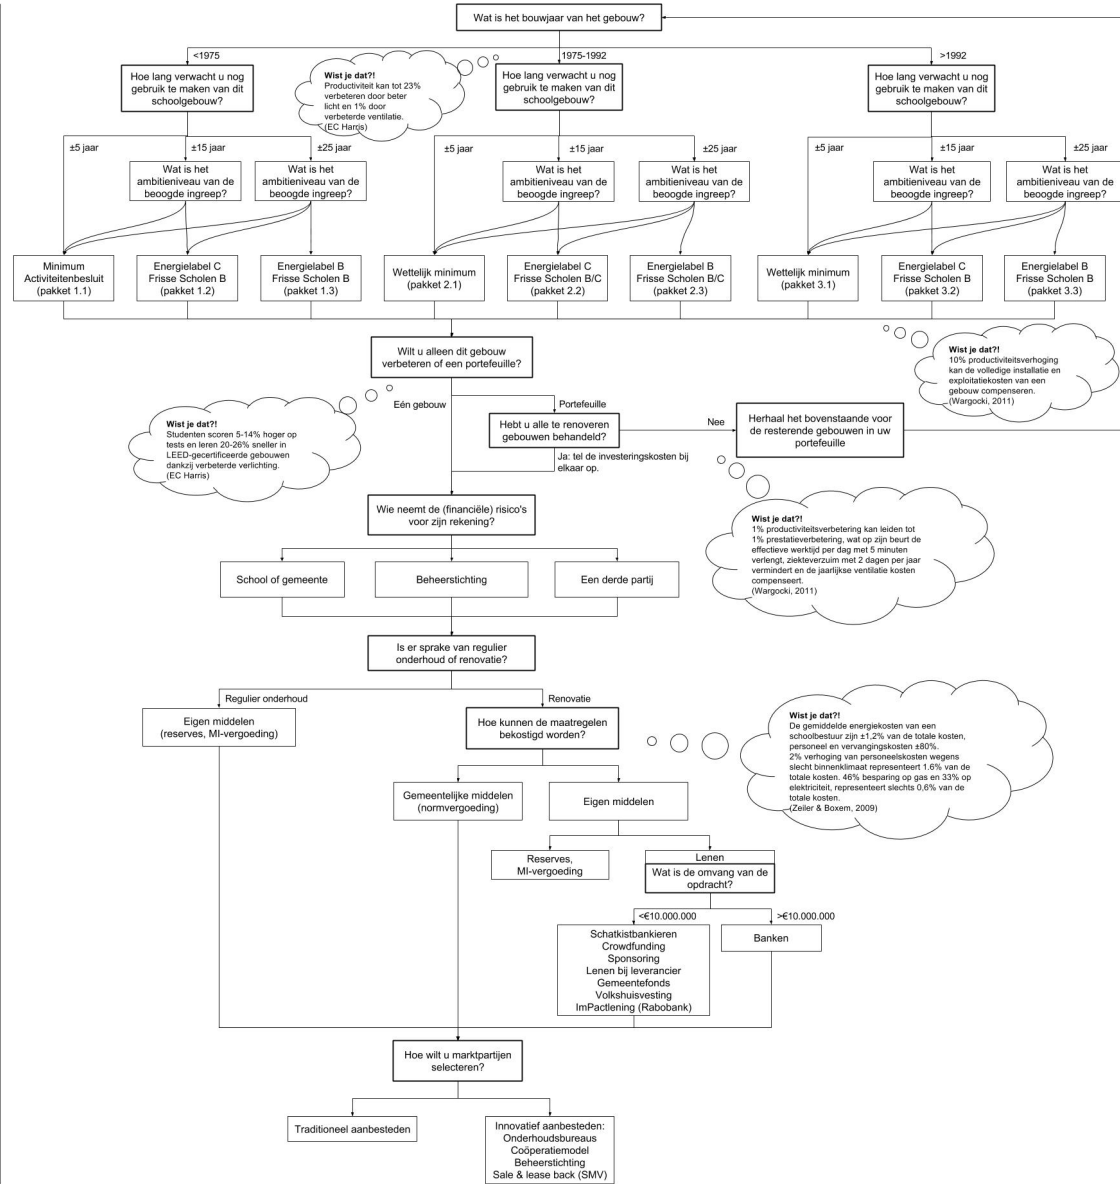 Wat is het bouwjaar van het gebouw?
<1975
1975-1992
>1992
Hoe lang verwacht u nog
gebruik te maken van dit
schoolgebouw?
Wist je dat?!
Productiviteit kan tot 23%
verbeteren door beter
licht en 1% door
verbeterde ventilatie.
(EC Harris)
Hoe lang verwacht u nog
gebruik te maken van dit
schoolgebouw?
Hoe lang verwacht u nog
gebruik te maken van dit
schoolgebouw?
±5 jaar
±15 jaar
±25 jaar
±5 jaar
±15 jaar
±25 jaar
±5 jaar
±15 jaar
±25 jaar
Wat is het
ambitieniveau van de
beoogde ingreep?
Wat is het
ambitieniveau van de
beoogde ingreep?
Wat is het
ambitieniveau van de
beoogde ingreep?
Wat is het
ambitieniveau van de
beoogde ingreep?
Wat is het
ambitieniveau van de
beoogde ingreep?
Wat is het
ambitieniveau van de
beoogde ingreep?
Minimum
Activiteitenbesluit
(pakket 1.1)
Energielabel C
Frisse Scholen B
(pakket 1.2)
Energielabel B
Frisse Scholen B
(pakket 1.3)
Wettelijk minimum
(pakket 2.1)
Energielabel C
Frisse Scholen B/C
(pakket 2.2)
Energielabel B
Frisse Scholen B/C
(pakket 2.3)
Wettelijk minimum
(pakket 3.1)
Energielabel C
Frisse Scholen B
(pakket 3.2)
Energielabel B
Frisse Scholen B
(pakket 3.3)
Wilt u alleen dit gebouw
verbeteren of een portefeuille?
Wist je dat?!
10% productiviteitsverhoging
kan de volledige installatie en
exploitatiekosten van een
gebouw compenseren.
(Wargocki, 2011)
Eén gebouw
Portefeuille
Wist je dat?!
Studenten scoren 5-14% hoger op
tests en leren 20-26% sneller in
LEED-gecertificeerde gebouwen
dankzij verbeterde verlichting.
(EC Harris)
Hebt u alle te renoveren
gebouwen behandeld?
Nee
Herhaal het bovenstaande voor
de resterende gebouwen in uw
portefeuille
Ja: tel de investeringskosten bij
elkaar op.
Wie neemt de (financiële) risico's
voor zijn rekening?
Wist je dat?!
1% productiviteitsverbetering kan leiden tot
1% prestatieverbetering, wat op zijn beurt de
effectieve werktijd per dag met 5 minuten
verlengt, ziekteverzuim met 2 dagen per jaar
vermindert en de jaarlijkse ventilatie kosten
compenseert.
(Wargocki, 2011)
School of gemeente
Beheerstichting
Een derde partij
Is er sprake van regulier
onderhoud of renovatie?
Regulier onderhoud
Renovatie
Eigen middelen
(reserves, MI-vergoeding)
Hoe kunnen de maatregelen
bekostigd worden?
Wist je dat?!
De gemiddelde energiekosten van een
schoolbestuur zijn ±1,2% van de totale kosten,
personeel en vervangingskosten ±80%.
2% verhoging van personeelskosten wegens
slecht binnenklimaat representeert 1.6% van de
totale kosten. 46% besparing op gas en 33% op
elektriciteit, representeert slechts 0,6% van de
totale kosten.
(Zeiler & Boxem, 2009)
Gemeentelijke middelen
(normvergoeding)
Eigen middelen
Reserves,
MI-vergoeding
Lenen
Wat is de omvang van de
opdracht?
<€10.000.000
>€10.000.000
Schatkistbankieren
Crowdfunding
Sponsoring
Lenen bij leverancier
Gemeentefonds
Volkshuisvesting
ImPactlening (Rabobank)
Banken
Hoe wilt u marktpartijen
selecteren?
Traditioneel aanbesteden
Innovatief aanbesteden:
Onderhoudsbureaus
Coöperatiemodel
Beheerstichting
Sale & lease back (SMV)